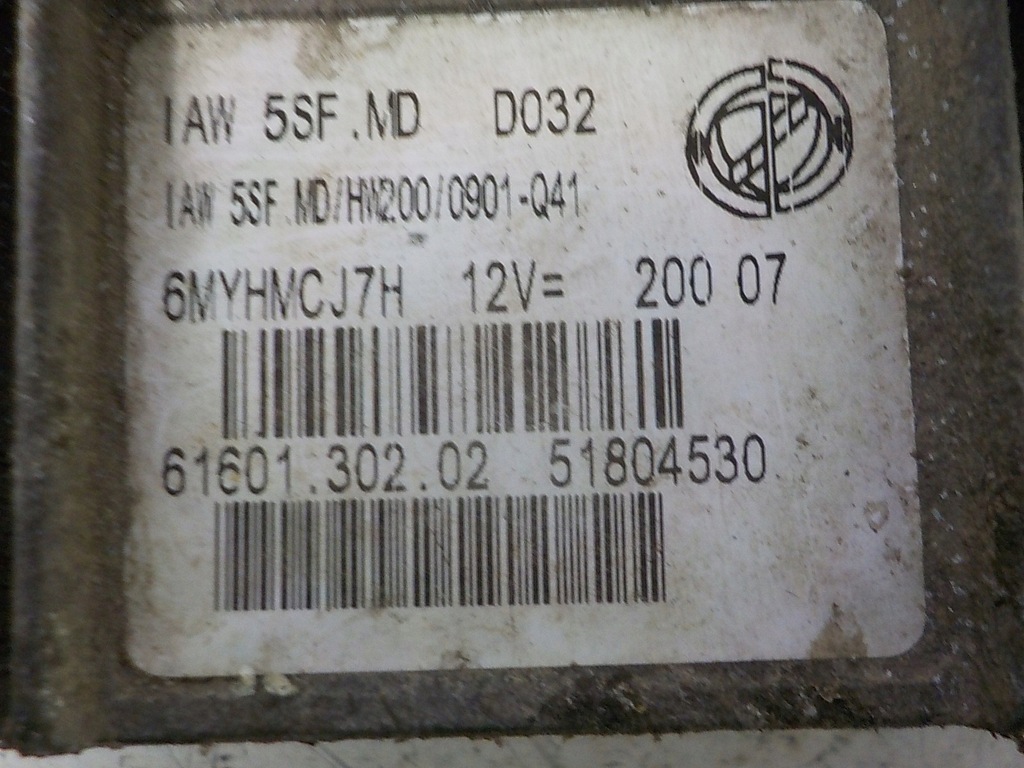 IAW 5SF.MD D032
IAW 5SF.MD/HW200/0901-Q41
6MYHMCJ7H 12V= 200 07
61601.302.02 51804530